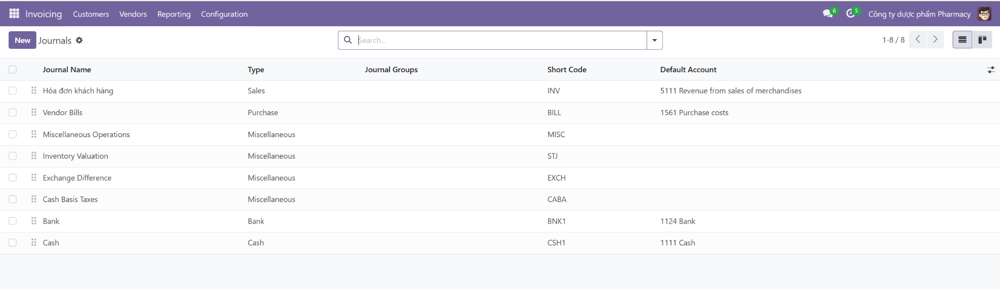 Invoicing Customers Vendors Reporting Configuration 6 5 Công ty dược phẩm Pharmacy
New Journals Search... 1-8 / 8
Journal Name Type Journal Groups Short Code Default Account
Hóa đơn khách hàng Sales INV 5111 Revenue from sales of merchandises
Vendor Bills Purchase BILL 1561 Purchase costs
Miscellaneous Operations Miscellaneous MISC
Inventory Valuation Miscellaneous STJ
Exchange Difference Miscellaneous EXCH
Cash Basis Taxes Miscellaneous CABA
Bank Bank BNK1 1124 Bank
Cash Cash CSH1 1111 Cash